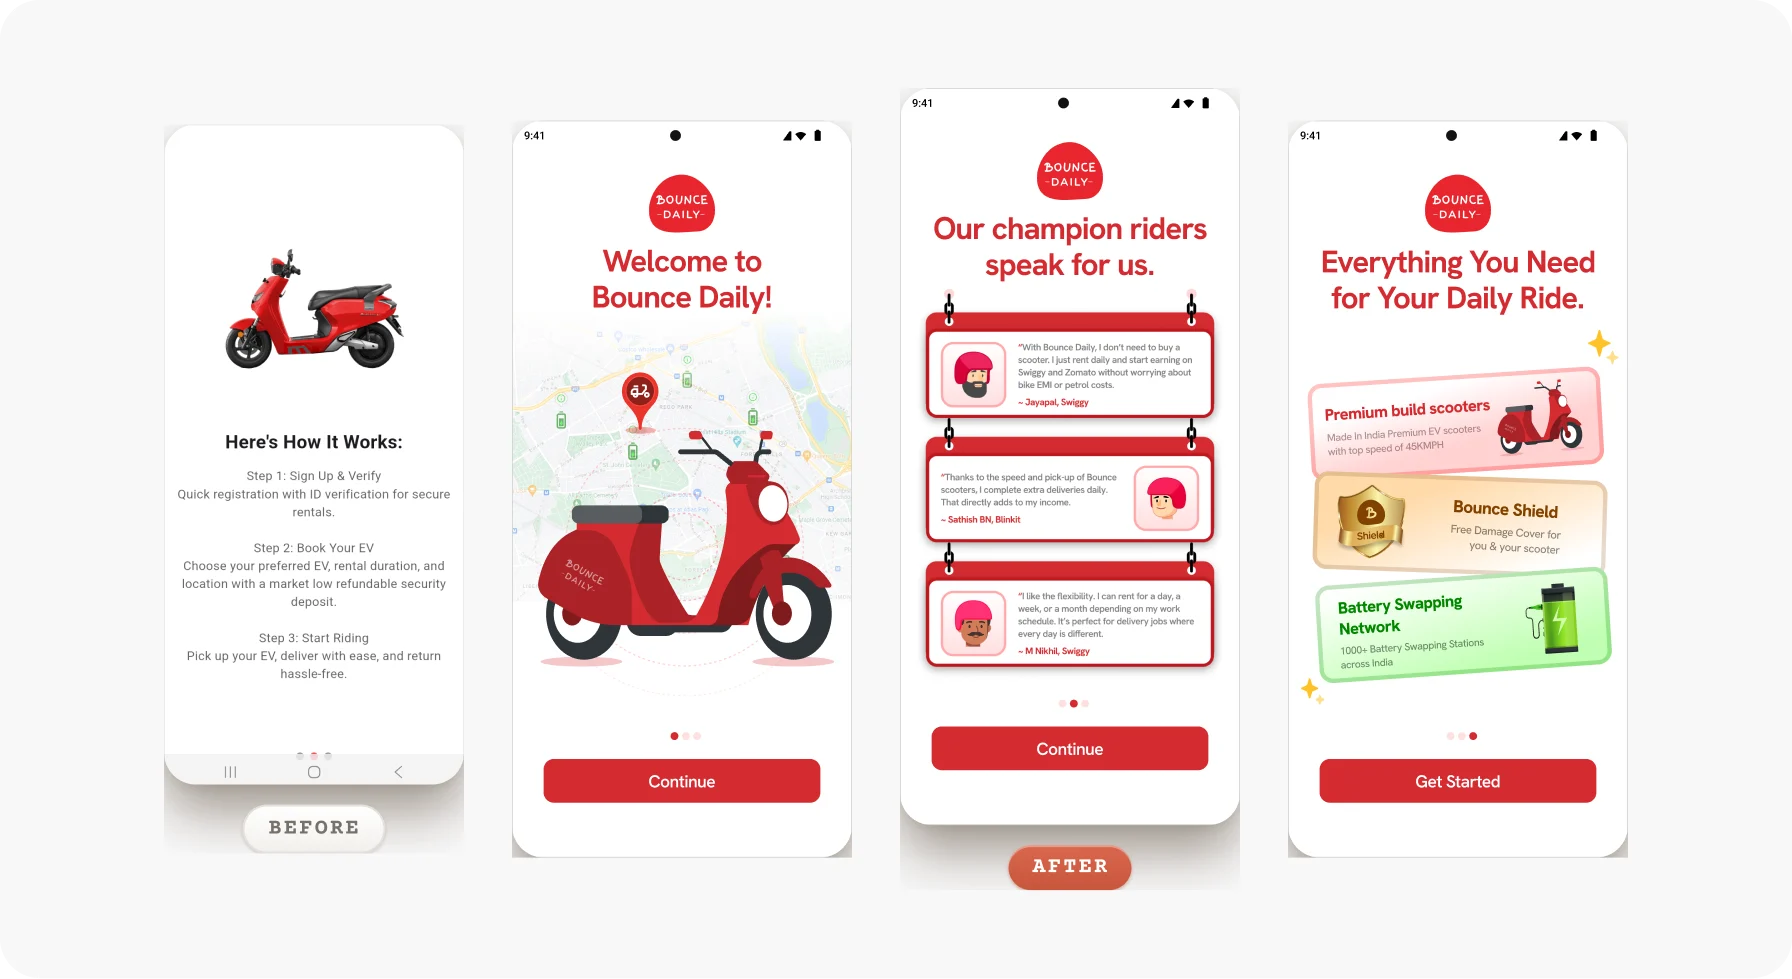 Here's How It Works:
Step 1: Sign Up & Verify
Quick registration with ID verification for secure
rentals.
Step 2: Book Your EV
Choose your preferred EV, rental duration, and
location with a market low refundable security
deposit.
Step 3: Start Riding
Pick up your EV, deliver with ease, and return
hassle-free.
BEFORE
9:41
BOUNCE
-DAILY-
Welcome to
Bounce Daily!
REGO PARK
BOUNCE
-DAILY-
Continue
9:41
BOUNCE
-DAILY-
Our champion riders
speak for us.
"With Bounce Daily, I don't need to buy a
scooter. I just rent daily and start earning on
Swiggy and Zomato without worrying about
bike EMI or petrol costs.
~ Jayapal, Swiggy
"Thanks to the speed and pick-up of Bounce
scooters, I complete extra deliveries daily.
That directly adds to my income.
~ Sathish BN, Blinkit
"I like the flexibility. I can rent for a day, a
week, or a month depending on my work
schedule. It's perfect for delivery jobs where
every day is different.
~ M Nikhil, Swiggy
Continue
AFTER
9:41
BOUNCE
-DAILY-
Everything You Need
for Your Daily Ride.
Premium build scooters
Made In India Premium EV scooters
with top speed of 45KMPH
B
Shield
Bounce Shield
Free Damage Cover for
you & your scooter
Battery Swapping
Network
1000+ Battery Swapping Stations
across India
Get Started